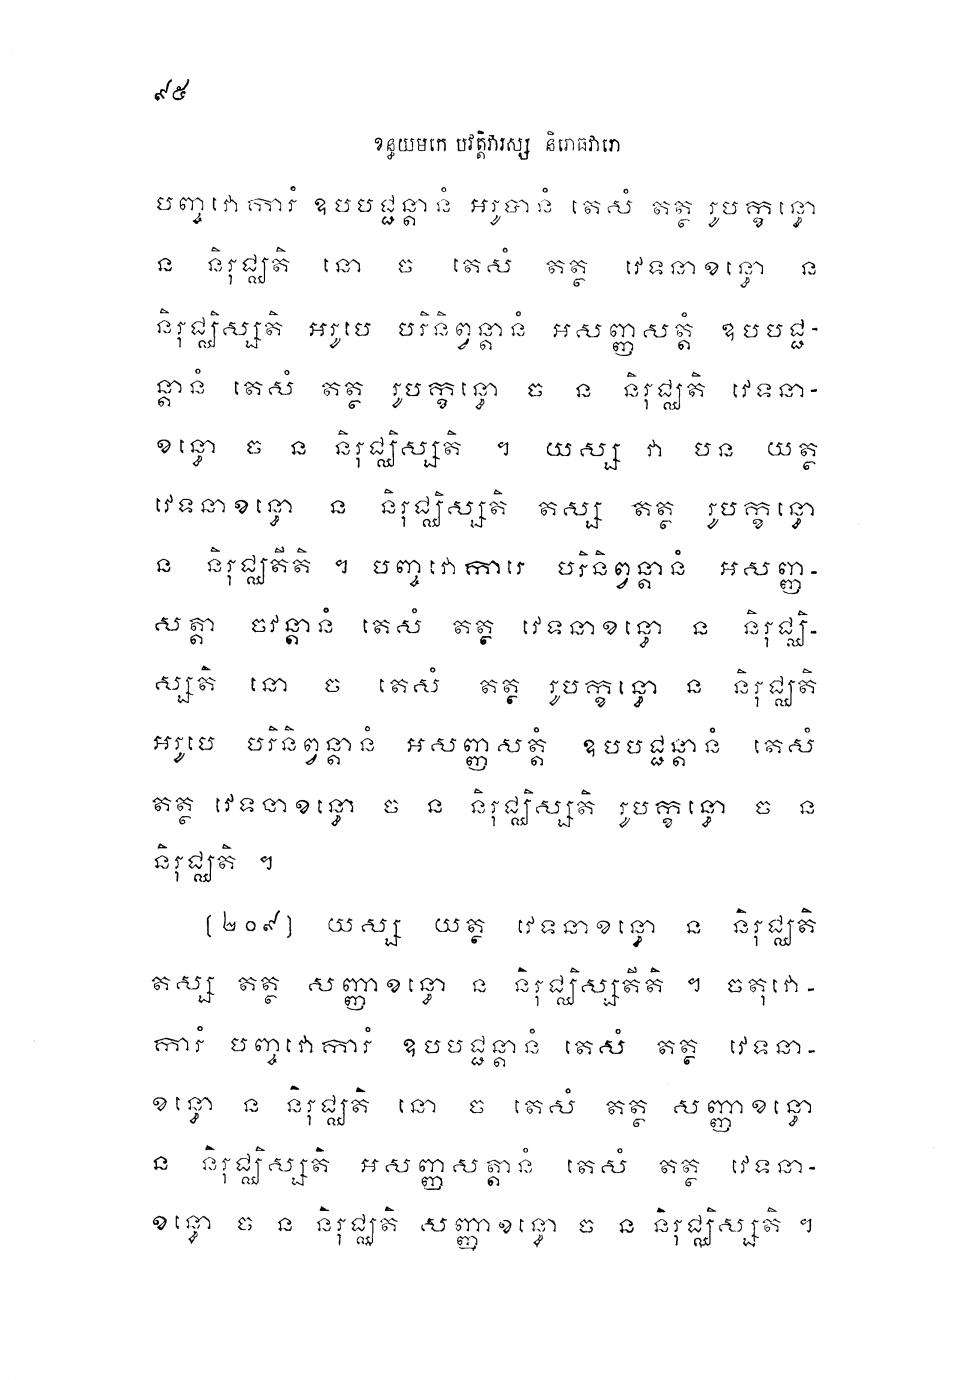 ៩៥
ខន្ធយមកេ បវត្តិវារស្ស និរោធវារោ
បញ្ចវោការំ ឧបបជ្ជន្តានំ អរូបានំ តេសំ តត្ថ រូបក្ខន្ធោ
ន និរុជ្ឈតិ នោ ច តេសំ តត្ថ វេទនាខន្ធោ ន
និរុជ្ឈិស្សតិ អរូបេ បរិនិព្វន្តានំ អសញ្ញសត្តំ ឧបបជ្ជ-
ន្តានំ តេសំ តត្ថ រូបក្ខន្ធោ ច ន និរុជ្ឈតិ វេទនា-
ខន្ធោ ច ន និរុជ្ឈិស្សតិ ។ យស្ស វា បន យត្ថ
វេទនាខន្ធោ ន និរុជ្ឈិស្សតិ តស្ស តត្ថ រូបក្ខន្ធោ
ន និរុជ្ឈតីតិ ។ បញ្ចវោការេ បរិនិព្វន្តានំ អសញ្ញ-
សត្តា ចវន្តានំ តេសំ តត្ថ វេទនាខន្ធោ ន និរុជ្ឈិ-
ស្សតិ នោ ច តេសំ តត្ថ រូបក្ខន្ធោ ន និរុជ្ឈតិ
អរូបេ បរិនិព្វន្តានំ អសញ្ញសត្តំ ឧបបជ្ជន្តានំ តេសំ
តត្ថ វេទនាខន្ធោ ច ន និរុជ្ឈិស្សតិ រូបក្ខន្ធោ ច ន
និរុជ្ឈតិ ។
[២០៩] យស្ស យត្ថ វេទនាខន្ធោ ន និរុជ្ឈតិ
តស្ស តត្ថ សញ្ញាខន្ធោ ន និរុជ្ឈិស្សតីតិ ។ ចតុវោ-
ការំ បញ្ចវោការំ ឧបបជ្ជន្តានំ តេសំ តត្ថ វេទនា-
ខន្ធោ ន និរុជ្ឈតិ នោ ច តេសំ តត្ថ សញ្ញាខន្ធោ
ន និរុជ្ឈិស្សតិ អសញ្ញសត្តានំ តេសំ តត្ថ វេទនា-
ខន្ធោ ច ន និរុជ្ឈតិ សញ្ញាខន្ធោ ច ន និរុជ្ឈិស្សតិ ។